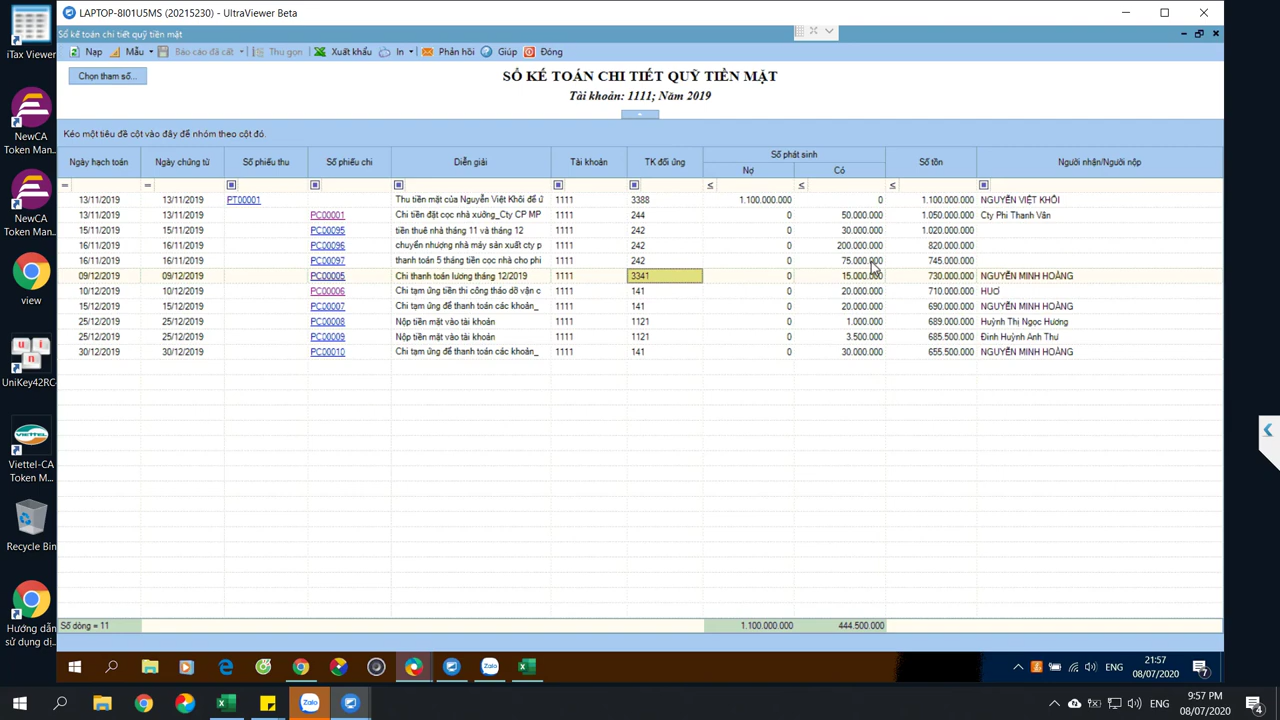 LAPTOP-8I01U5MS (20215230) - UltraViewer Beta
Sổ kế toán chi tiết quỹ tiền mặt
Nạp Mẫu Báo cáo đã cất Thu gọn Xuất khẩu In Phản hồi Giúp Đóng
Chọn tham số...
SỔ KẾ TOÁN CHI TIẾT QUỸ TIỀN MẶT
Tài khoản: 1111; Năm 2019
Kéo một tiêu đề cột vào đây để nhóm theo cột đó.
Ngày hạch toán Ngày chứng từ Số phiếu thu Số phiếu chi Diễn giải Tài khoản TK đối ứng Số phát sinh Số tồn Người nhận/Người nộp
Nợ Có
= = ≤ ≤ ≤
13/11/2019 13/11/2019 PT00001 Thu tiền mặt của Nguyễn Việt Khôi để ủ 1111 3388 1.100.000.000 0 1.100.000.000 NGUYỄN VIỆT KHÔI
13/11/2019 13/11/2019 PC00001 Chi tiền đặt cọc nhà xưởng_Cty CP MP 1111 244 0 50.000.000 1.050.000.000 Cty Phi Thanh Vân
15/11/2019 15/11/2019 PC00095 tiền thuê nhà tháng 11 và tháng 12 1111 242 0 30.000.000 1.020.000.000
16/11/2019 16/11/2019 PC00096 chuyển nhượng nhà máy sản xuất cty p 1111 242 0 200.000.000 820.000.000
16/11/2019 16/11/2019 PC00097 thanh toán 5 tháng tiền cọc nhà cho phi 1111 242 0 75.000.000 745.000.000
09/12/2019 09/12/2019 PC00005 Chi thanh toán lương tháng 12/2019 1111 3341 0 15.000.000 730.000.000 NGUYỄN MINH HOÀNG
10/12/2019 10/12/2019 PC00006 Chi tạm ứng tiền thi công tháo dỡ vận c 1111 141 0 20.000.000 710.000.000 HUƠ
15/12/2019 15/12/2019 PC00007 Chi tạm ứng để thanh toán các khoản_ 1111 141 0 20.000.000 690.000.000 NGUYỄN MINH HOÀNG
25/12/2019 25/12/2019 PC00008 Nộp tiền mặt vào tài khoản 1111 1121 0 1.000.000 689.000.000 Huỳnh Thị Ngọc Hương
25/12/2019 25/12/2019 PC00009 Nộp tiền mặt vào tài khoản 1111 1121 0 3.500.000 685.500.000 Đinh Huỳnh Anh Thư
30/12/2019 30/12/2019 PC00010 Chi tạm ứng để thanh toán các khoản_ 1111 141 0 30.000.000 655.500.000 NGUYỄN MINH HOÀNG
Số dòng = 11 1.100.000.000 444.500.000
iTax Viewer
NewCA
Token Man...
NewCA
Token Man...
view
UniKey42RC...
Viettel-CA
Token M...
Recycle Bin
Hướng dẫn
sử dụng dị...
Zalo ENG 21:57
08/07/2020
7
Zalo ENG 9:57 PM
08/07/2020
4